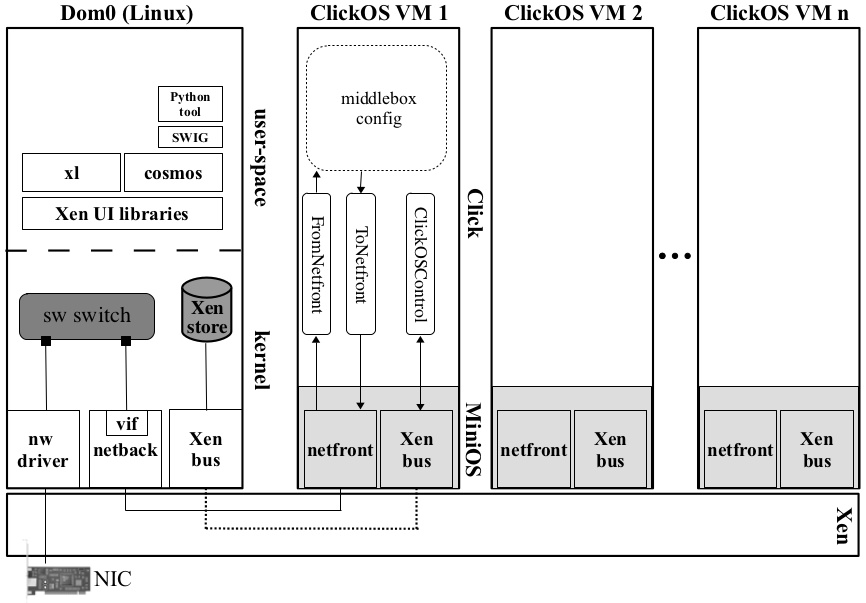 Dom0 (Linux)
ClickOS VM 1
ClickOS VM 2
ClickOS VM n
Python
tool
SWIG
xl
cosmos
Xen UI libraries
user-space
middlebox
config
FromNetfront
ToNetfront
ClickOSControl
Click
...
sw switch
Xen
store
kernel
nw
driver
vif
netback
Xen
bus
netfront
Xen
bus
MiniOS
netfront
Xen
bus
netfront
Xen
bus
Xen
NIC